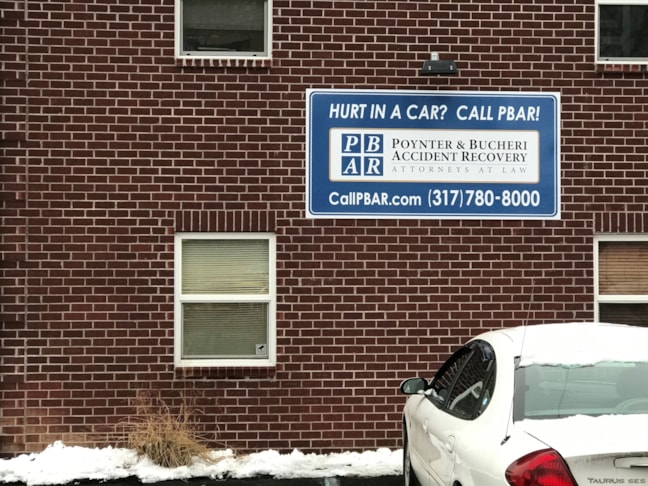 HURT IN A CAR? CALL PBAR!
PB
AR
POYNTER & BUCHERI
ACCIDENT RECOVERY
ATTORNEYS AT LAW
CallPBAR.com (317)780-8000
TAURUS SES